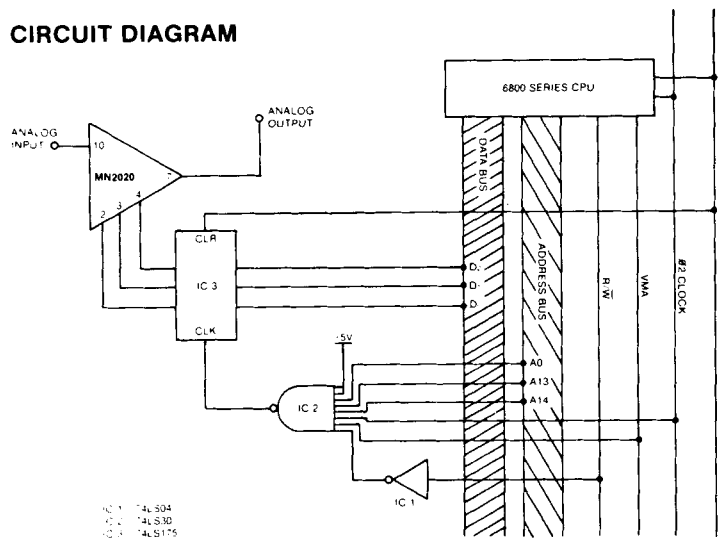 CIRCUIT DIAGRAM
6800 SERIES CPU
ANALOG
OUTPUT
ANALOG
INPUT
10
MN2020
7
4
3
2
DATA BUS
ADDRESS BUS
R/W̅
VMA
CLOCK
CLR
IC 3
CLK
D
D
D
5V
A0
A13
A14
IC 2
IC 1
74LS04
74LS30
74LS175